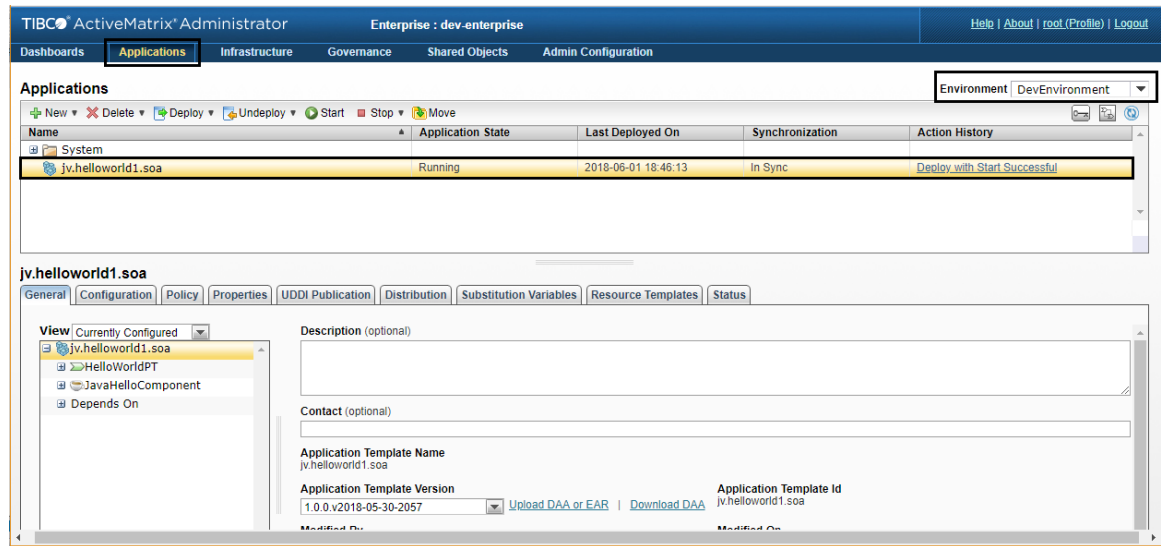 TIBCO® ActiveMatrix® Administrator Enterprise : dev-enterprise Help | About | root (Profile) | Logout
Dashboards Applications Infrastructure Governance Shared Objects Admin Configuration
Applications Environment DevEnvironment
New Delete Deploy Undeploy Start Stop Move
Name Application State Last Deployed On Synchronization Action History
System
jv.helloworld1.soa Running 2018-06-01 18:46:13 In Sync Deploy with Start Successful
jv.helloworld1.soa
General Configuration Policy Properties UDDI Publication Distribution Substitution Variables Resource Templates Status
View Currently Configured Description (optional)
jv.helloworld1.soa
HelloWorldPT
JavaHelloComponent
Depends On
Contact (optional)
Application Template Name
jv.helloworld1.soa
Application Template Version Application Template Id
1.0.0.v2018-05-30-2057 Upload DAA or EAR | Download DAA jv.helloworld1.soa
Modified By Modified On